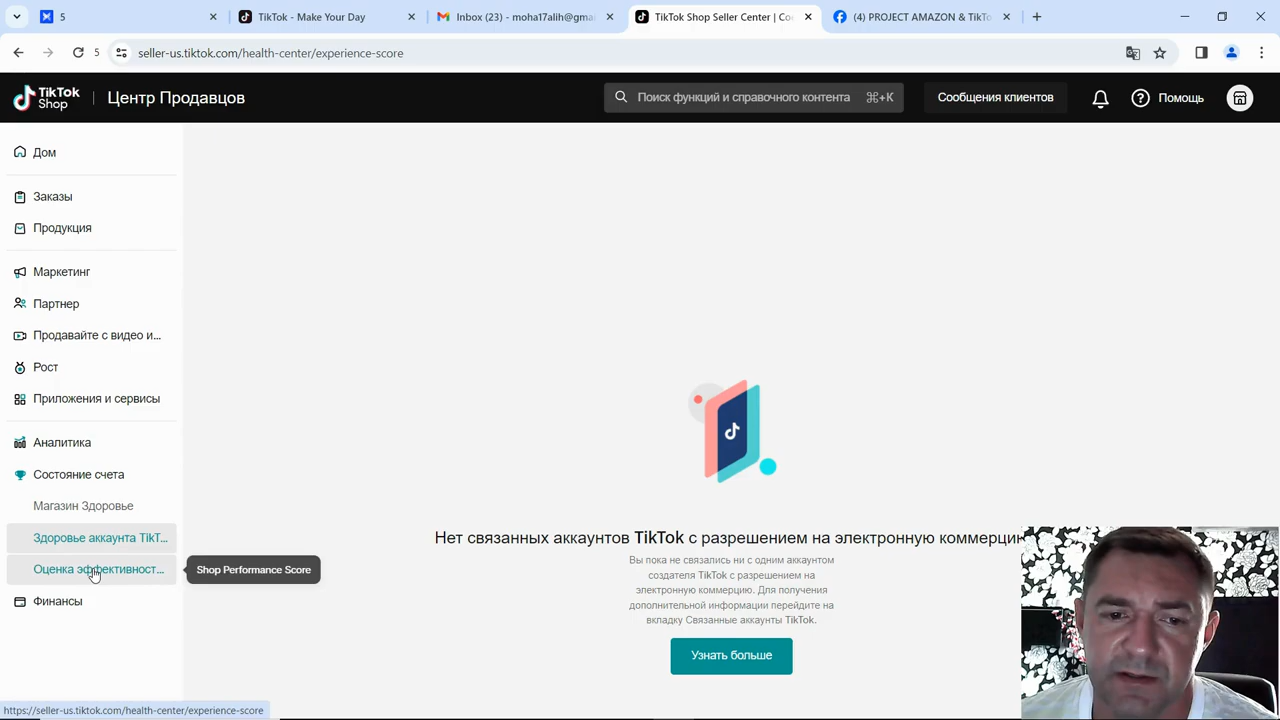 5
TikTok - Make Your Day
Inbox (23) - moha17alih@gmai
TikTok Shop Seller Center | Co
(4) PROJECT AMAZON & TikTo
5
seller-us.tiktok.com/health-center/experience-score
TikTok Shop
Центр Продавцов
Поиск функций и справочного контента ⌘+K
Сообщения клиентов
Помощь
Дом
Заказы
Продукция
Маркетинг
Партнер
Продавайте с видео и...
Рост
Приложения и сервисы
Аналитика
Состояние счета
Магазин Здоровье
Здоровье аккаунта TikT...
Оценка эффективност...
Shop Performance Score
Финансы
Нет связанных аккаунтов TikTok с разрешением на электронную коммерцию
Вы пока не связались ни с одним аккаунтом
создателя TikTok с разрешением на
электронную коммерцию. Для получения
дополнительной информации перейдите на
вкладку Связанные аккаунты TikTok.
Узнать больше
https://seller-us.tiktok.com/health-center/experience-score